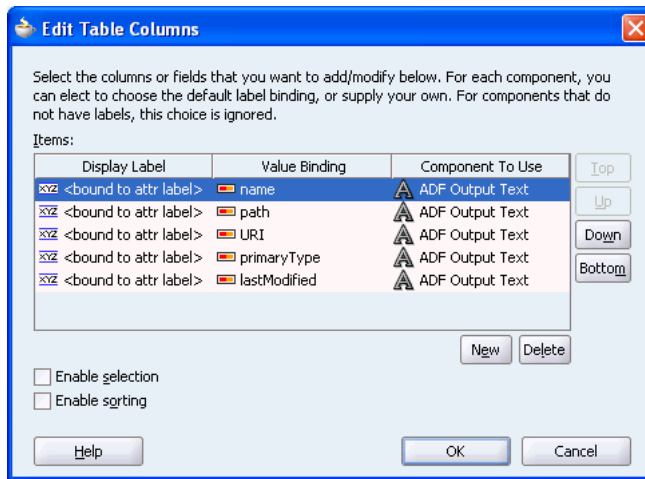 Edit Table Columns
Select the columns or fields that you want to add/modify below. For each component, you
can elect to choose the default label binding, or supply your own. For components that do
not have labels, this choice is ignored.
Items:
Display Label Value Binding Component To Use
XYZ <bound to attr label> name A ADF Output Text
XYZ <bound to attr label> path A ADF Output Text
XYZ <bound to attr label> URI A ADF Output Text
XYZ <bound to attr label> primaryType A ADF Output Text
XYZ <bound to attr label> lastModified A ADF Output Text
Top
Up
Down
Bottom
New Delete
Enable selection
Enable sorting
Help OK Cancel